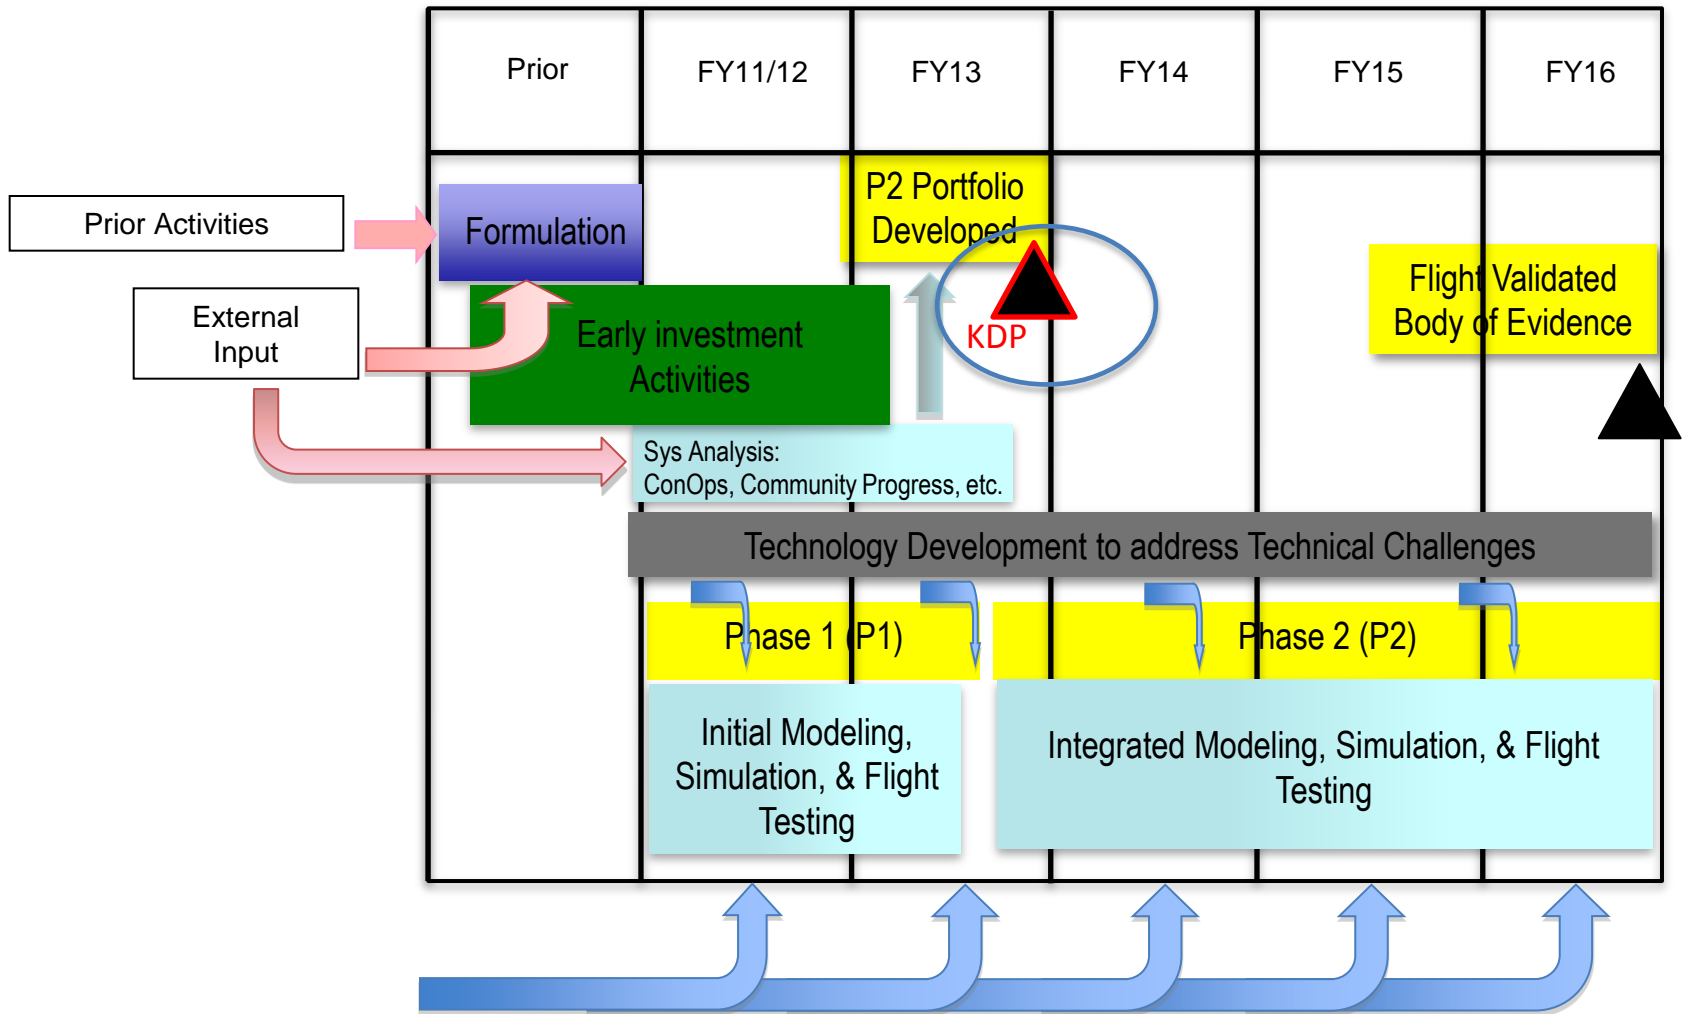 Prior
FY11/12
FY13
FY14
FY15
FY16
Prior Activities
Formulation
P2 Portfolio
Developed
External
Input
Early investment
Activities
KDP
Flight Validated
Body of Evidence
Sys Analysis:
ConOps, Community Progress, etc.
Technology Development to address Technical Challenges
Phase 1 (P1)
Phase 2 (P2)
Initial Modeling,
Simulation, & Flight
Testing
Integrated Modeling, Simulation, & Flight
Testing